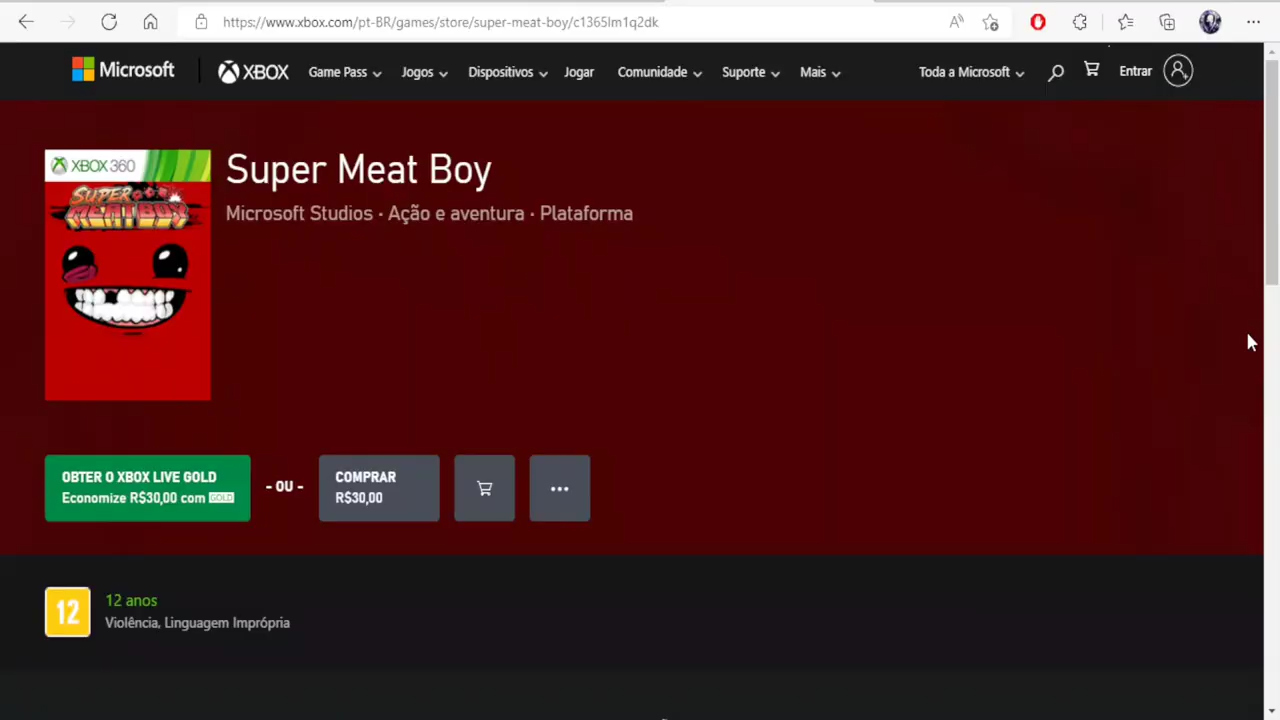 https://www.xbox.com/pt-BR/games/store/super-meat-boy/c1365lm1q2dk
Microsoft
XBOX
Game Pass
Jogos
Dispositivos
Jogar
Comunidade
Suporte
Mais
Toda a Microsoft
Entrar
XBOX 360
SUPER
MEAT BOY
Super Meat Boy
Microsoft Studios · Ação e aventura · Plataforma
OBTER O XBOX LIVE GOLD
Economize R$30,00 com GOLD
- OU -
COMPRAR
R$30,00
12
12 anos
Violência, Linguagem Imprópria